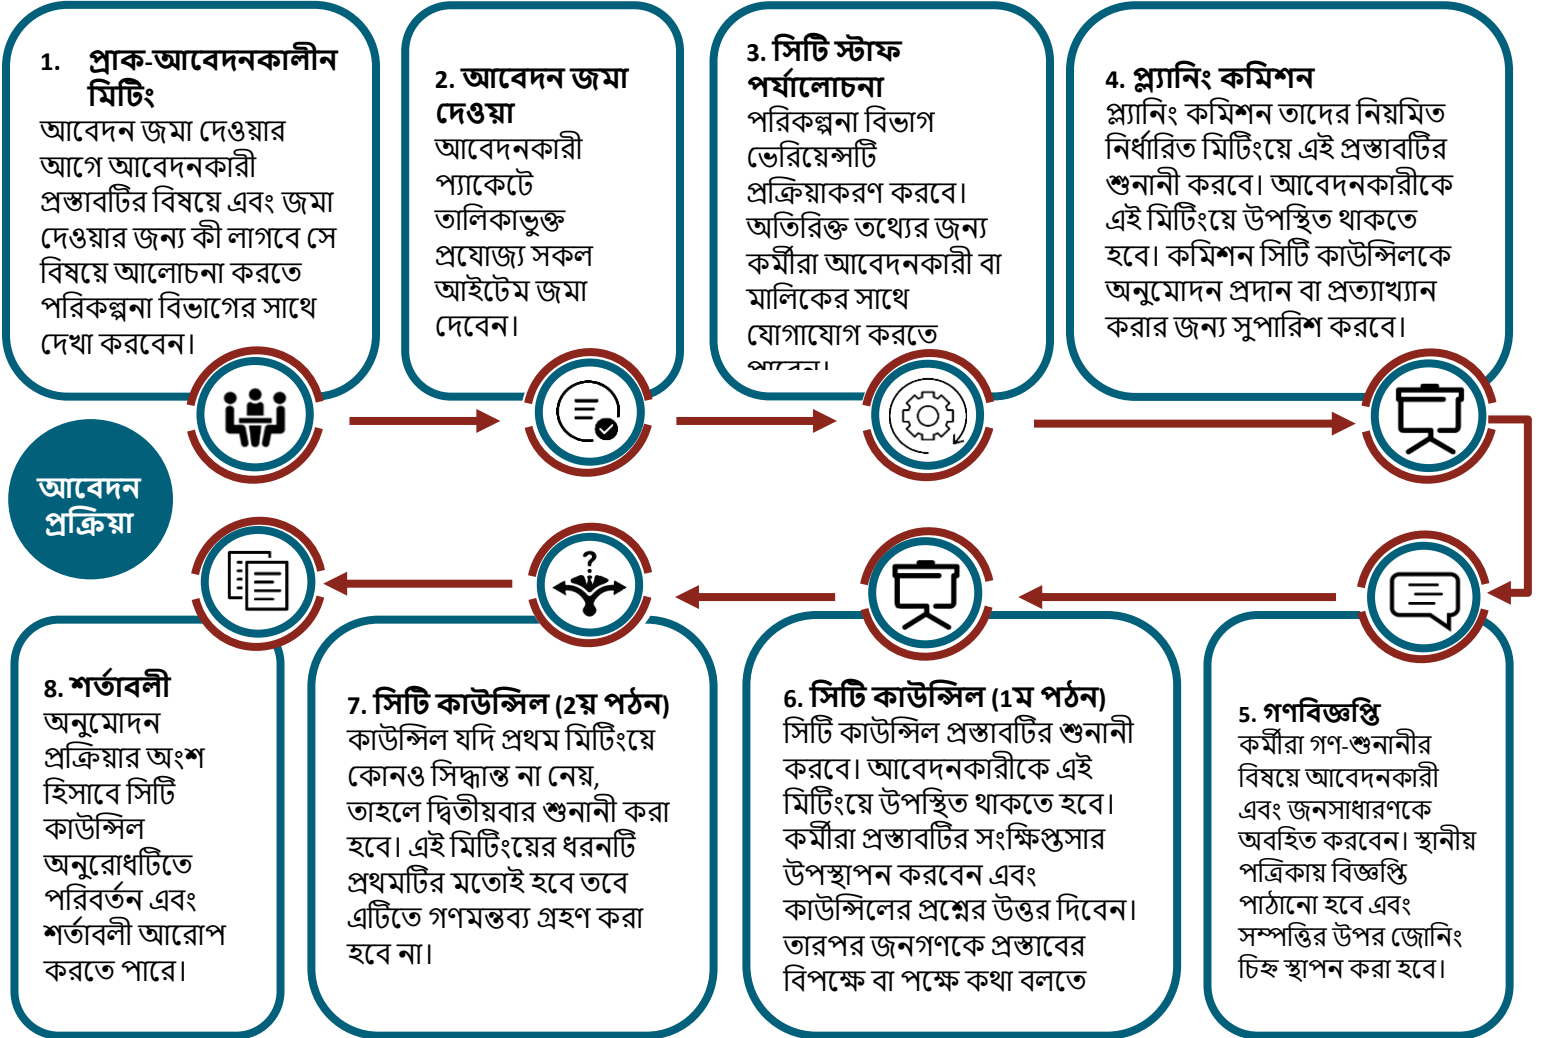 1. প্রাক-আবেদনকালীন
মিটিং
আবেদন জমা দেওয়ার
আগে আবেদনকারী
প্রস্তাবটির বিষয়ে এবং জমা
দেওয়ার জন্য কী লাগবে সে
বিষয়ে আলোচনা করতে
পরিকল্পনা বিভাগের সাথে
দেখা করবেন।
2. আবেদন জমা
দেওয়া
আবেদনকারী
প্যাকেটে
তালিকাভুক্ত
প্রযোজ্য সকল
আইটেম জমা
দেবেন।
3. সিটি স্টাফ
পর্যালোচনা
পরিকল্পনা বিভাগ
ভেরিয়েন্সটি
প্রক্রিয়াকরণ করবে।
অতিরিক্ত তথ্যের জন্য
কর্মীরা আবেদনকারী বা
মালিকের সাথে
যোগাযোগ করতে
পারেন।
4. প্ল্যানিং কমিশন
প্ল্যানিং কমিশন তাদের নিয়মিত
নির্ধারিত মিটিংয়ে এই প্রস্তাবটির
শুনানী করবে। আবেদনকারীকে
এই মিটিংয়ে উপস্থিত থাকতে
হবে। কমিশন সিটি কাউন্সিলকে
অনুমোদন প্রদান বা প্রত্যাখ্যান
করার জন্য সুপারিশ করবে।
আবেদন
প্রক্রিয়া
5. গণবিজ্ঞপ্তি
কর্মীরা গণ-শুনানীর
বিষয়ে আবেদনকারী
এবং জনসাধারণকে
অবহিত করবেন। স্থানীয়
পত্রিকায় বিজ্ঞপ্তি
পাঠানো হবে এবং
সম্পত্তির উপর জোনিং
চিহ্ন স্থাপন করা হবে।
6. সিটি কাউন্সিল (1ম পঠন)
সিটি কাউন্সিল প্রস্তাবটির শুনানী
করবে। আবেদনকারীকে এই
মিটিংয়ে উপস্থিত থাকতে হবে।
কর্মীরা প্রস্তাবটির সংক্ষিপ্তসার
উপস্থাপন করবেন এবং
কাউন্সিলের প্রশ্নের উত্তর দিবেন।
তারপর জনগণকে প্রস্তাবের
বিপক্ষে বা পক্ষে কথা বলতে
7. সিটি কাউন্সিল (2য় পঠন)
কাউন্সিল যদি প্রথম মিটিংয়ে
কোনও সিদ্ধান্ত না নেয়,
তাহলে দ্বিতীয়বার শুনানী করা
হবে। এই মিটিংয়ের ধরনটি
প্রথমটির মতোই হবে তবে
এটিতে গণমন্তব্য গ্রহণ করা
হবে না।
8. শর্তাবলী
অনুমোদন
প্রক্রিয়ার অংশ
হিসাবে সিটি
কাউন্সিল
অনুরোধটিতে
পরিবর্তন এবং
শর্তাবলী আরোপ
করতে পারে।